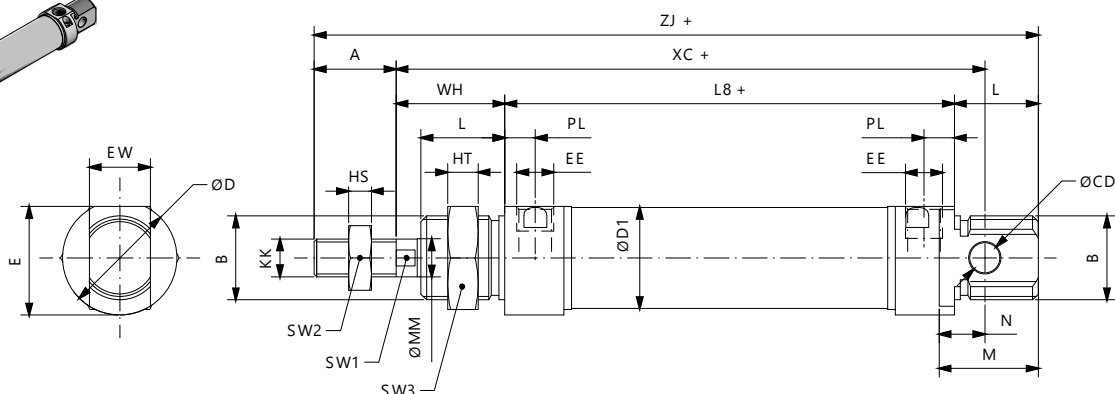 ZJ +
A
XC +
WH
L8 +
L
L
PL
PL
HT
EE
EE
EW
ØD
HS
ØCD
E
B
KK
ØD1
B
SW2
ØMM
N
SW1
M
SW3